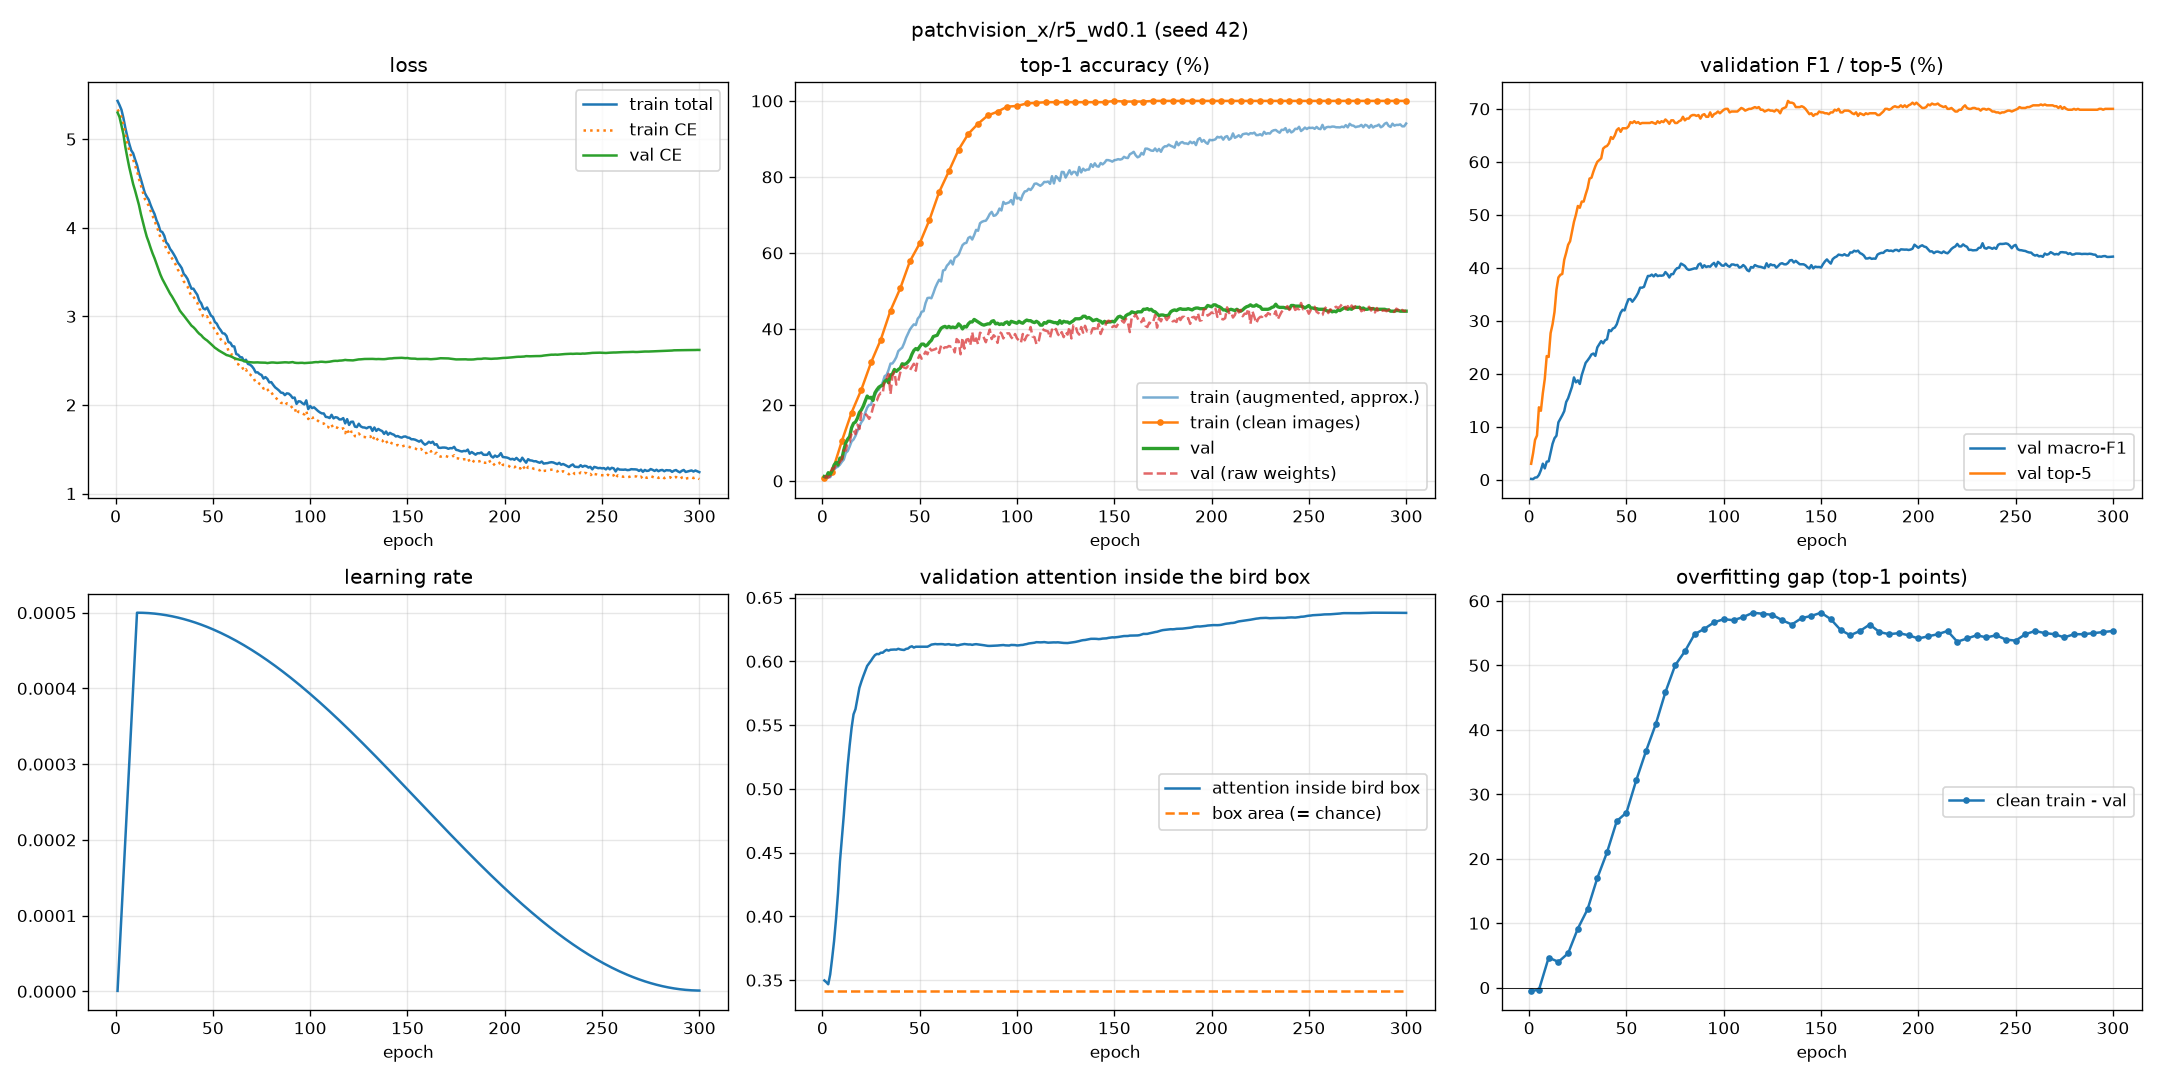 patchvision_x/r5_wd0.1 (seed 42)
loss
train total
train CE
val CE
5
4
3
2
1
0 50 100 150 200 250 300
epoch
top-1 accuracy (%)
100
80
60
40
20
0
train (augmented, approx.)
train (clean images)
val
val (raw weights)
0 50 100 150 200 250 300
epoch
validation F1 / top-5 (%)
70
60
50
40
30
20
10
0
val macro-F1
val top-5
0 50 100 150 200 250 300
epoch
learning rate
0.0005
0.0004
0.0003
0.0002
0.0001
0.0000
0 50 100 150 200 250 300
epoch
validation attention inside the bird box
0.65
0.60
0.55
0.50
0.45
0.40
0.35
attention inside bird box
box area (= chance)
0 50 100 150 200 250 300
epoch
overfitting gap (top-1 points)
60
50
40
30
20
10
0
clean train - val
0 50 100 150 200 250 300
epoch